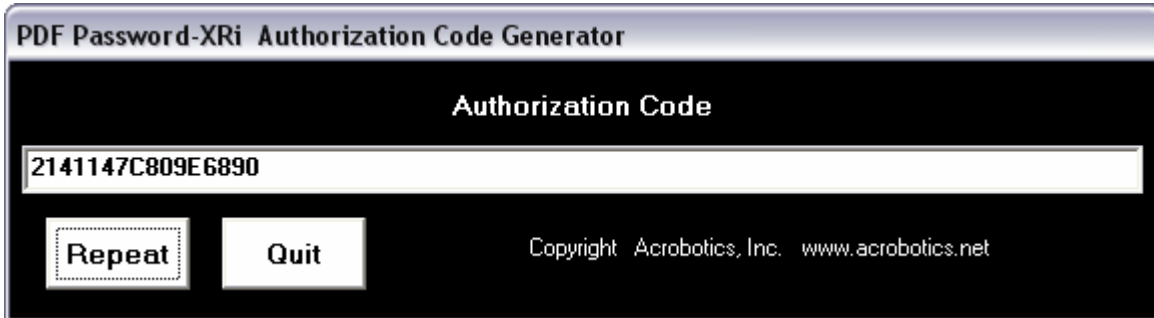 PDF Password-XRi Authorization Code Generator
Authorization Code
2141147C809E6890
Repeat Quit Copyright Acrobotics, Inc. www.acrobotics.net